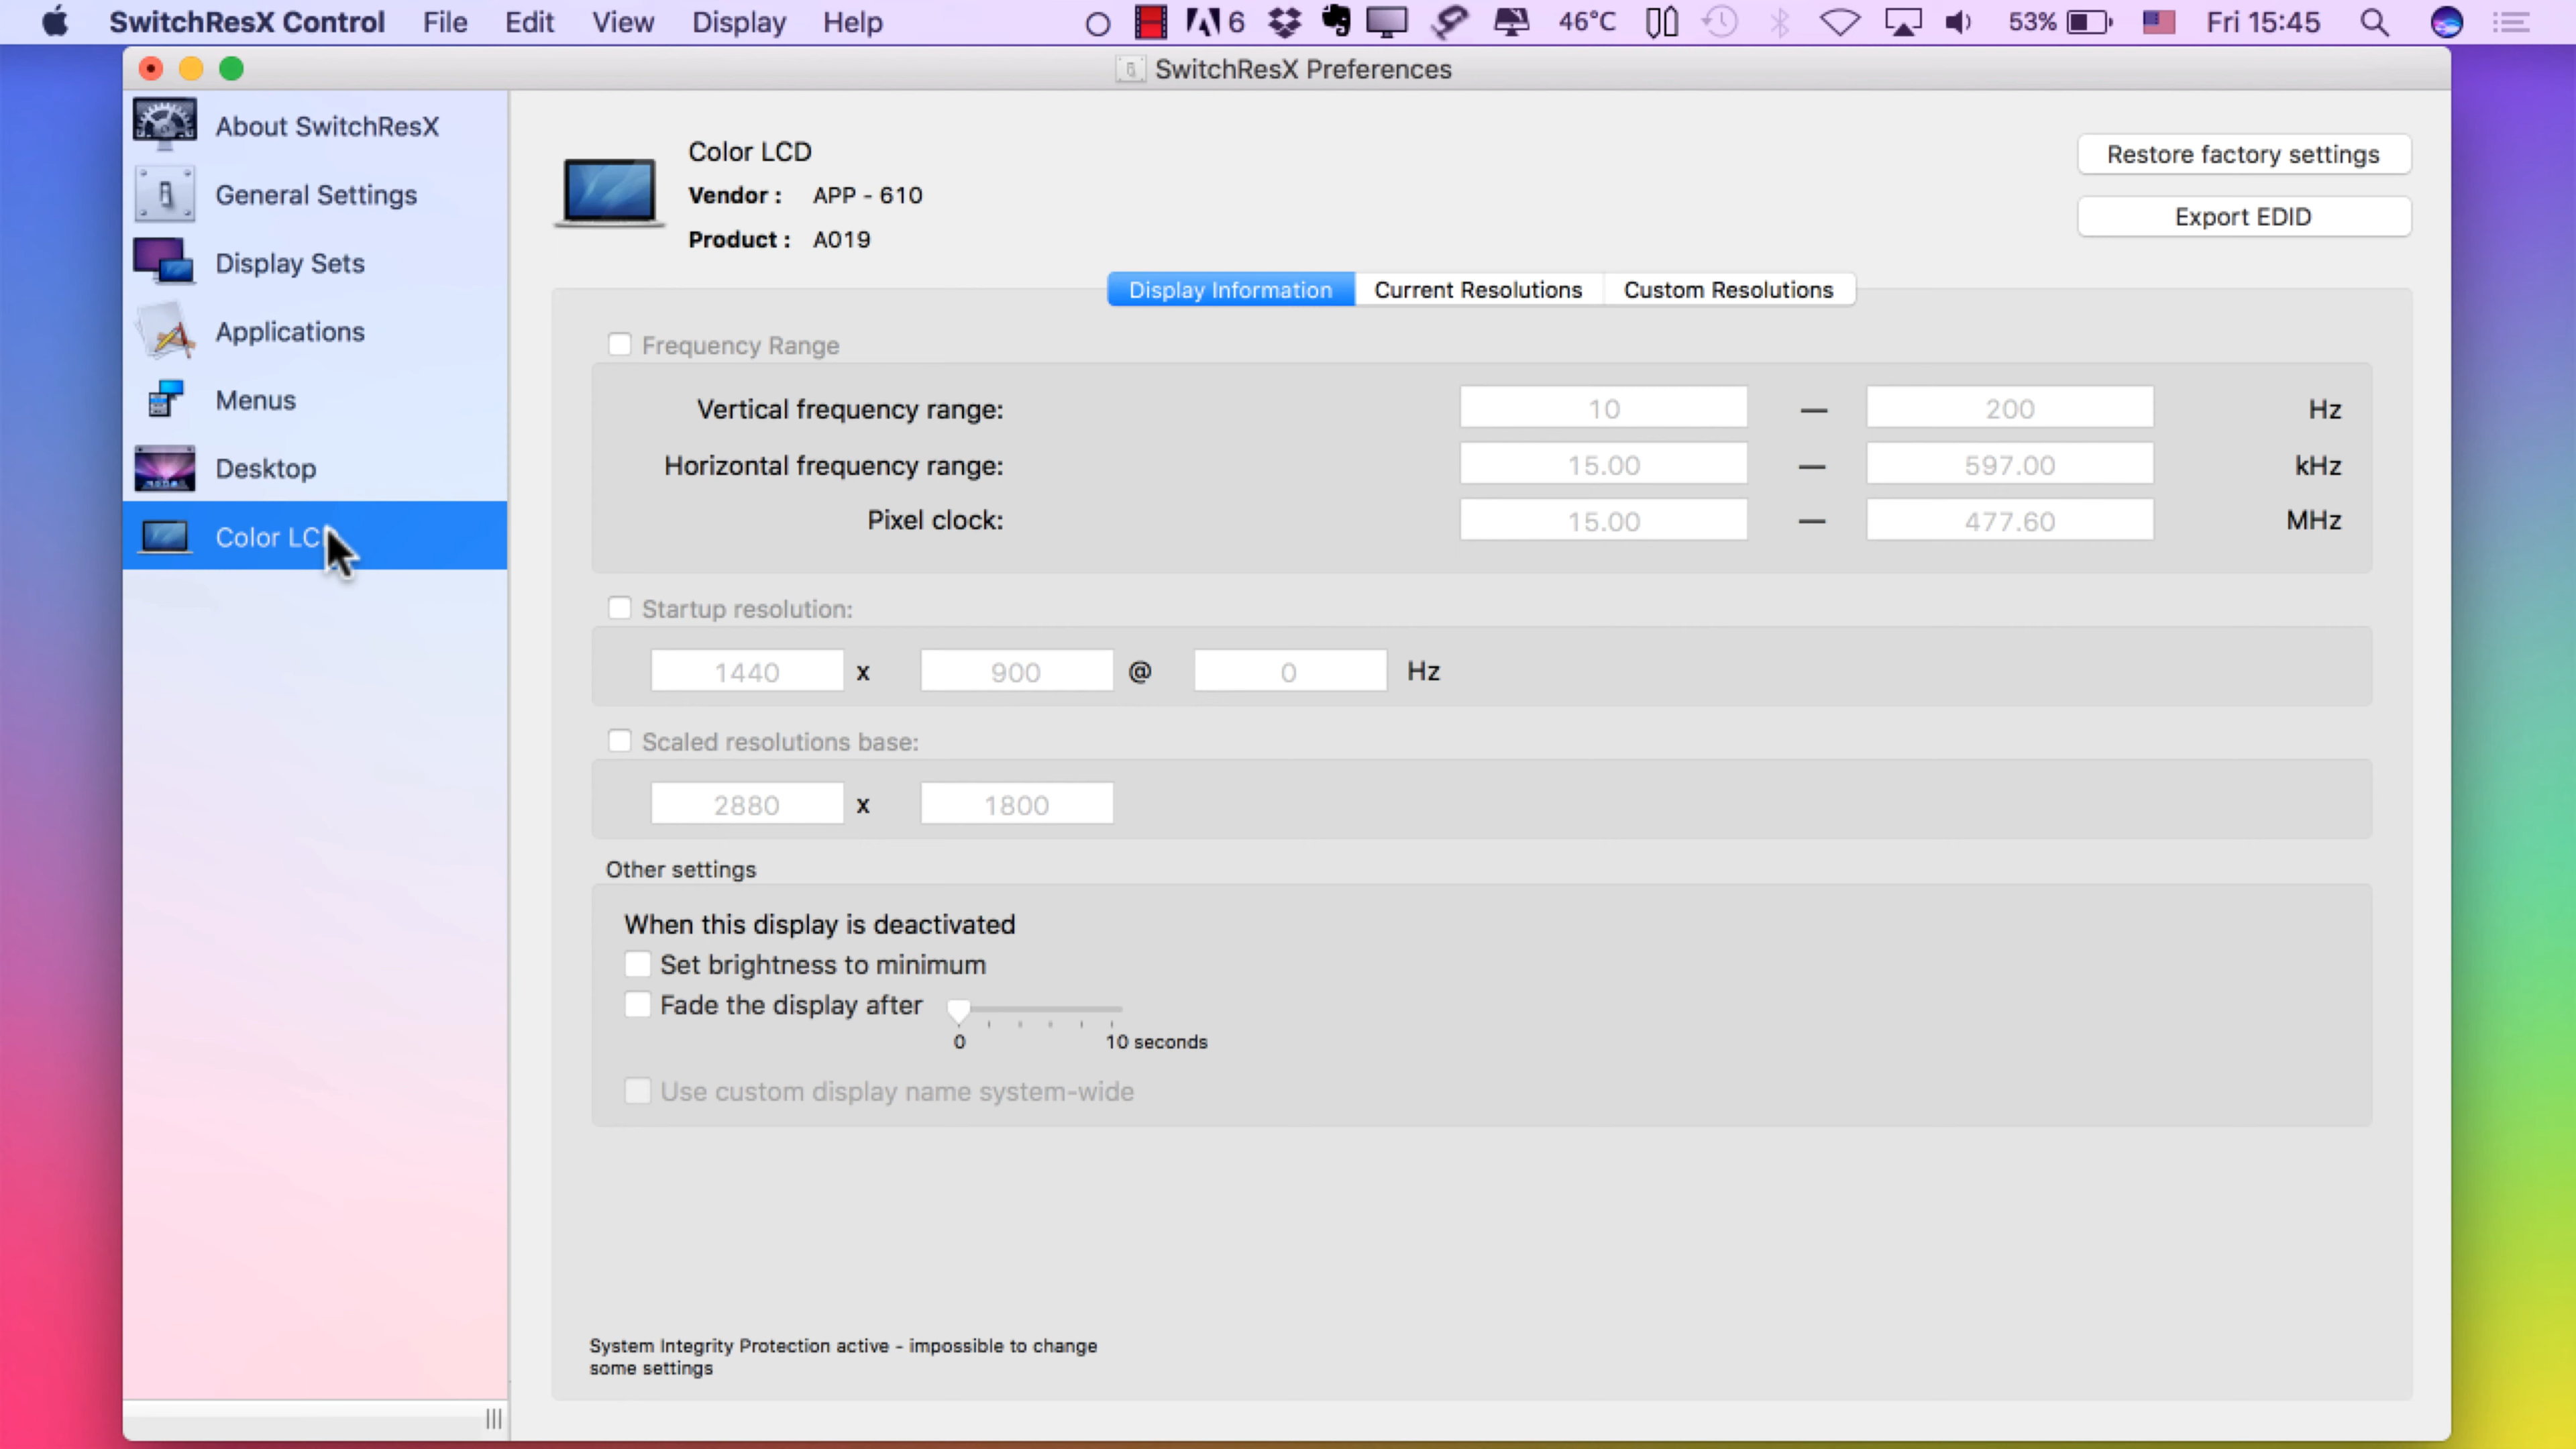 SwitchResX Control File Edit View Display Help 6 46°C 53% Fri 15:45
SwitchResX Preferences
About SwitchResX
General Settings
Display Sets
Applications
Menus
Desktop
Color LC
Color LCD
Vendor : APP - 610
Product : A019
Restore factory settings
Export EDID
Display Information Current Resolutions Custom Resolutions
Frequency Range
Vertical frequency range: 10 — 200 Hz
Horizontal frequency range: 15.00 — 597.00 kHz
Pixel clock: 15.00 — 477.60 MHz
Startup resolution:
1440 x 900 @ 0 Hz
Scaled resolutions base:
2880 x 1800
Other settings
When this display is deactivated
Set brightness to minimum
Fade the display after
0 10 seconds
Use custom display name system-wide
System Integrity Protection active - impossible to change
some settings